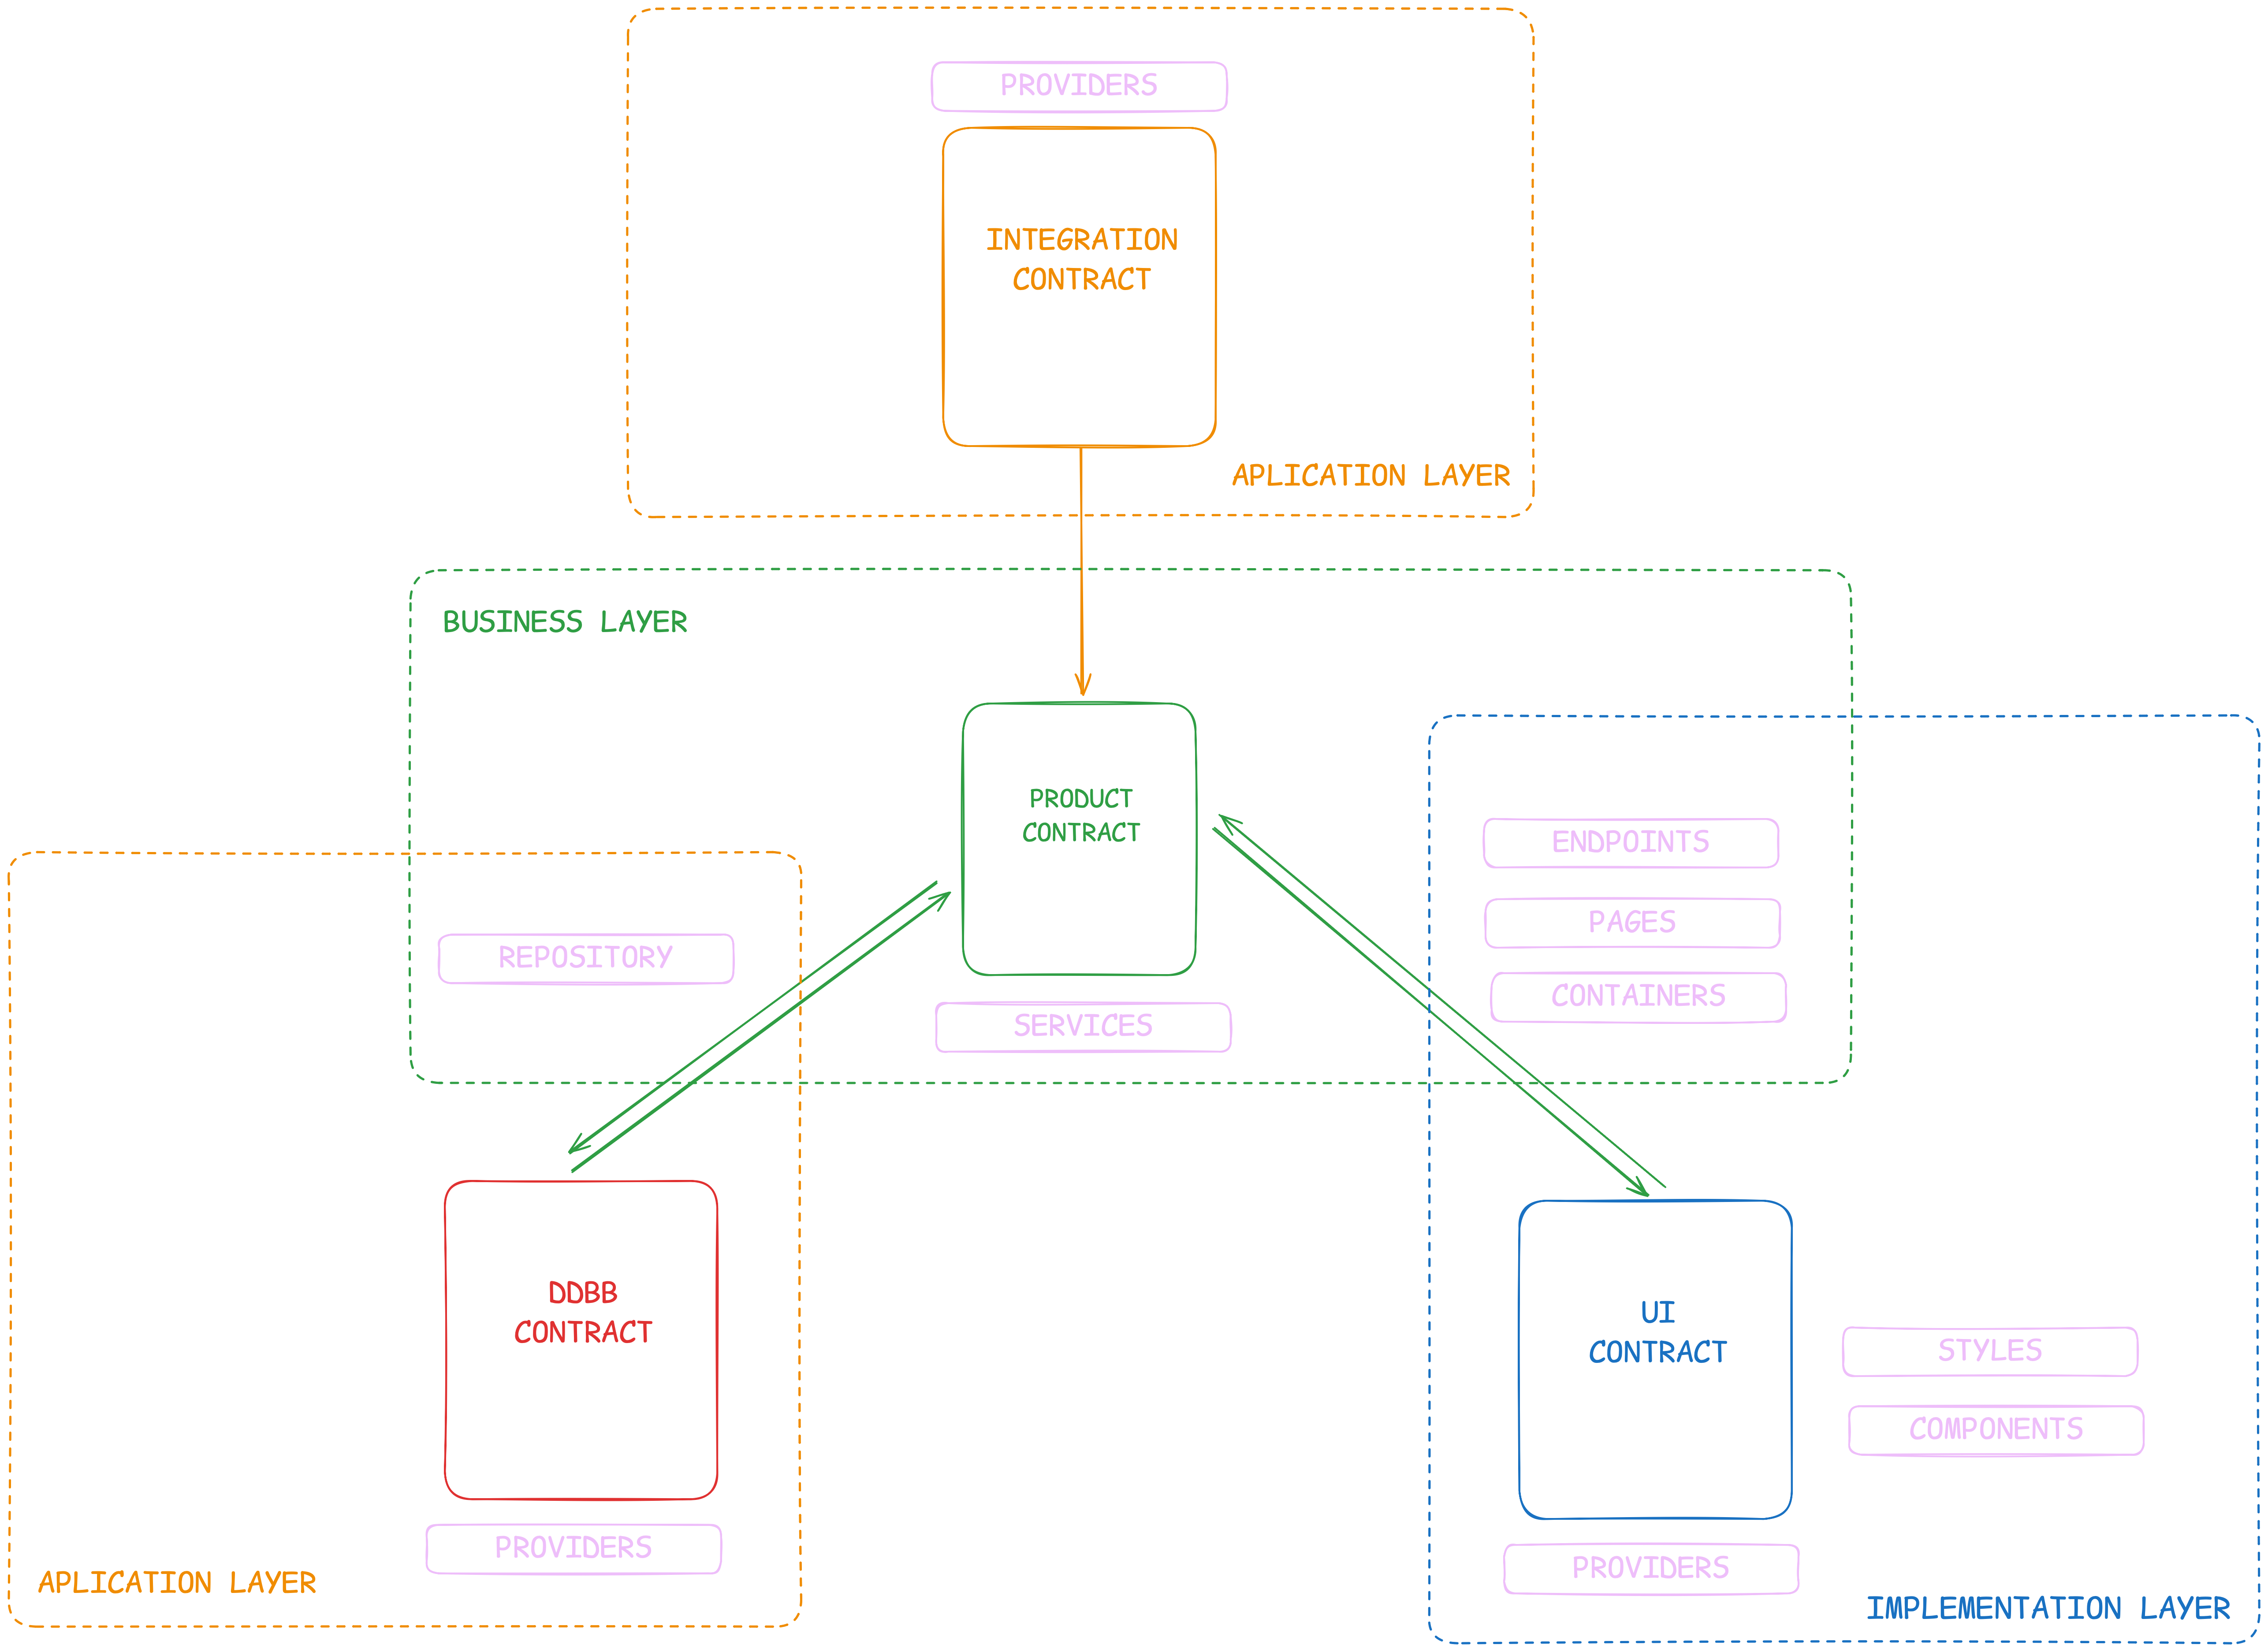 PROVIDERS
INTEGRATION
CONTRACT
APLICATION LAYER
BUSINESS LAYER
PRODUCT
CONTRACT
ENDPOINTS
PAGES
REPOSITORY
CONTAINERS
SERVICES
DDBB
CONTRACT
UI
CONTRACT
STYLES
COMPONENTS
PROVIDERS
PROVIDERS
APLICATION LAYER
IMPLEMENTATION LAYER